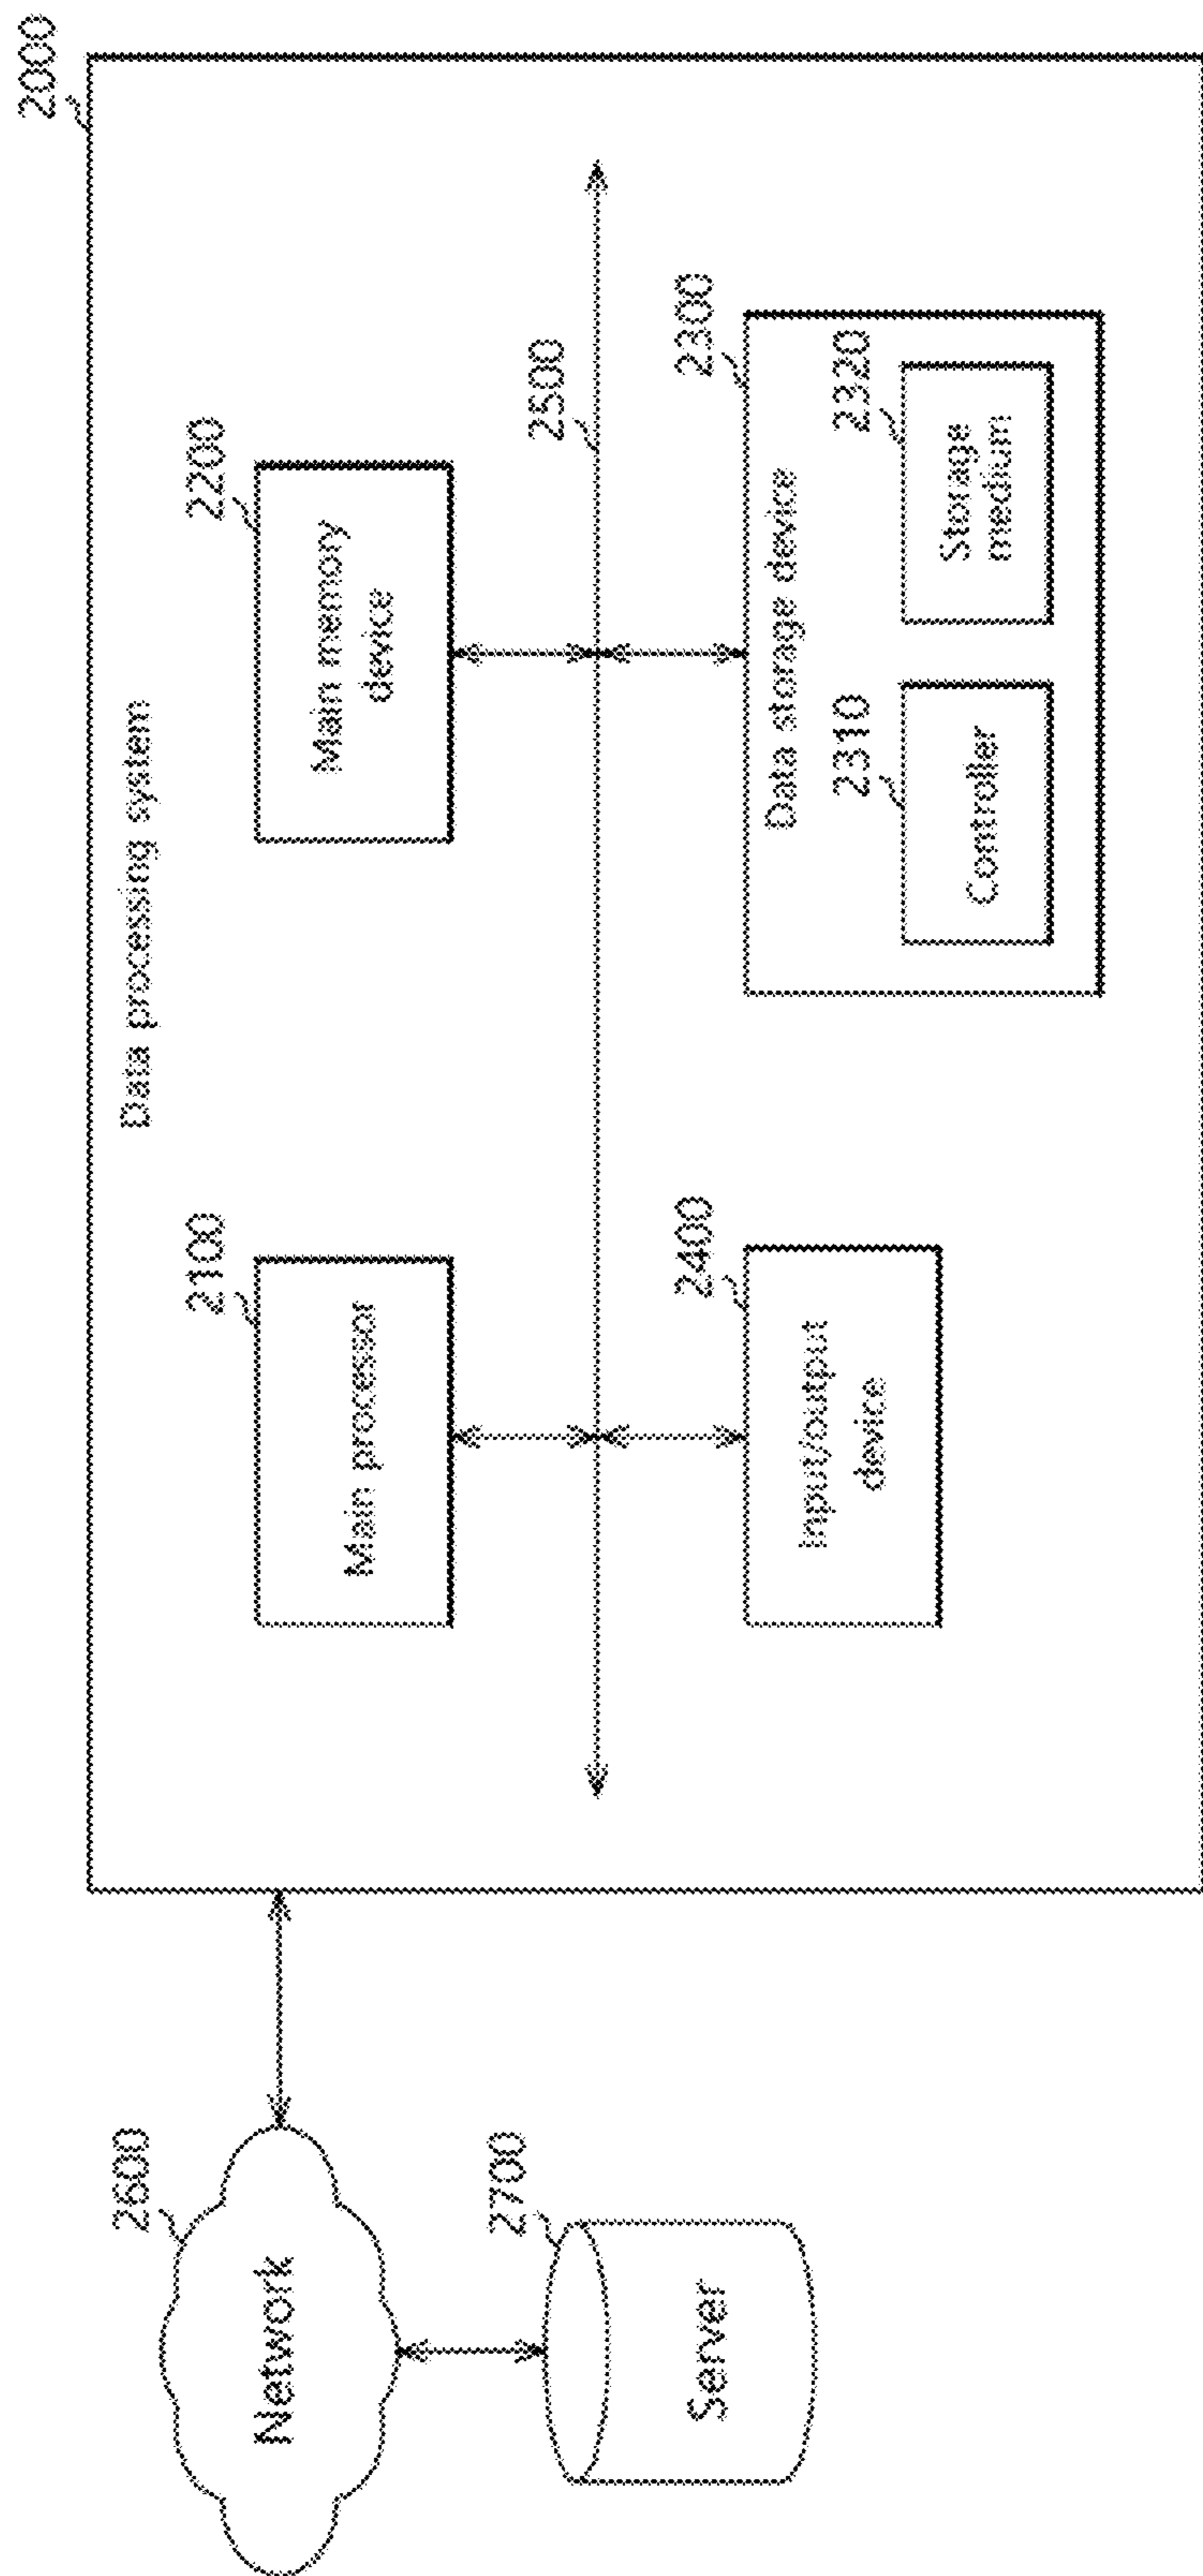 2000
Data processing system
2600
Network
2700
Server
2100
Main processor
2200
Main memory
device
2500
2400
Input/output
device
2300
Data storage device
2310
Controller
2320
Storage
medium